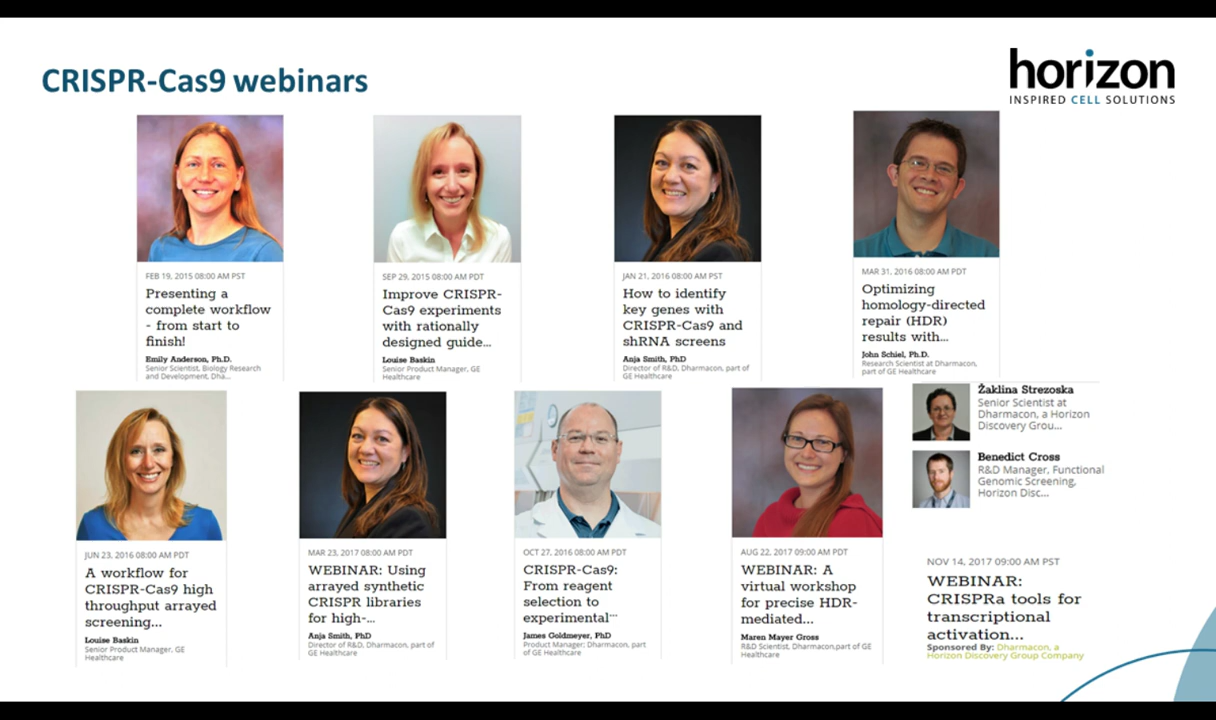 CRISPR-Cas9 webinars
horizon
INSPIRED CELL SOLUTIONS
FEB 19, 2015 08:00 AM PST
Presenting a
complete workflow
- from start to
finish!
Emily Anderson, Ph.D.
Senior Scientist, Biology Research
and Development, Dha...
SEP 29, 2015 08:00 AM PDT
Improve CRISPR-
Cas9 experiments
with rationally
designed guide...
Louise Baskin
Senior Product Manager, GE
Healthcare
JAN 21, 2016 08:00 AM PST
How to identify
key genes with
CRISPR-Cas9 and
shRNA screens
Anja Smith, PhD
Director of R&D, Dharmacon, part of
GE Healthcare
MAR 31, 2016 08:00 AM PDT
Optimizing
homology-directed
repair (HDR)
results with...
John Schiel, Ph.D.
Research Scientist at Dharmacon,
part of GE Healthcare
JUN 23, 2016 08:00 AM PDT
A workflow for
CRISPR-Cas9 high
throughput arrayed
screening...
Louise Baskin
Senior Product Manager, GE
Healthcare
MAR 23, 2017 08:00 AM PDT
WEBINAR: Using
arrayed synthetic
CRISPR libraries
for high-...
Anja Smith, PhD
Director of R&D, Dharmacon, part of
GE Healthcare
OCT 27, 2016 08:00 AM PDT
CRISPR-Cas9:
From reagent
selection to
experimental...
James Goldmeyer, PhD
Product Manager; Dharmacon, part
of GE Healthcare
AUG 22, 2017 09:00 AM PDT
WEBINAR: A
virtual workshop
for precise HDR-
mediated...
Maren Mayer Gross
R&D Scientist, Dharmacon,part of GE
Healthcare
Żaklina Strezoska
Senior Scientist at
Dharmacon, a Horizon
Discovery Grou...
Benedict Cross
R&D Manager, Functional
Genomic Screening,
Horizon Disc...
NOV 14, 2017 09:00 AM PST
WEBINAR:
CRISPRa tools for
transcriptional
activation...
Sponsored By: Dharmacon, a
Horizon Discovery Group Company